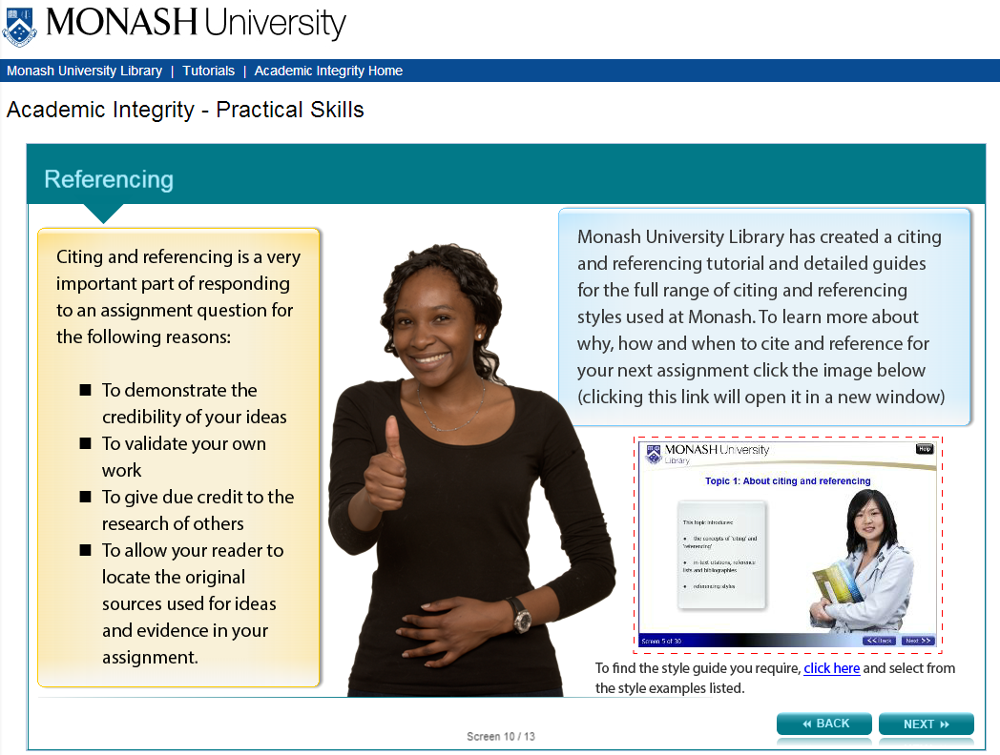 MONASH University
Monash University Library | Tutorials | Academic Integrity Home
Academic Integrity - Practical Skills
Referencing
Citing and referencing is a very
important part of responding
to an assignment question for
the following reasons:
■ To demonstrate the
credibility of your ideas
■ To validate your own
work
■ To give due credit to the
research of others
■ To allow your reader to
locate the original
sources used for ideas
and evidence in your
assignment.
Monash University Library has created a citing
and referencing tutorial and detailed guides
for the full range of citing and referencing
styles used at Monash. To learn more about
why, how and when to cite and reference for
your next assignment click the image below
(clicking this link will open it in a new window)
MONASH University
Library
Help
Topic 1: About citing and referencing
This topic introduces:
● the concepts of 'citing' and
'referencing'
● in-text citations, reference
lists and bibliographies
● referencing styles
Screen 5 of 30
<< Back
Next >>
To find the style guide you require, click here and select from
the style examples listed.
BACK
NEXT
Screen 10 / 13